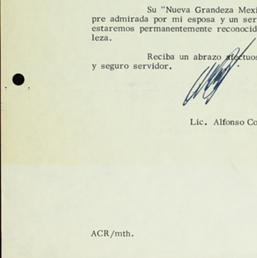 Su "Nueva Grandeza Mexi
pre admirada por mi esposa y un ser
estaremos permanentemente reconocid
leza.
Reciba un abrazo afectuos
y seguro servidor.
Lic. Alfonso Co
ACR/mth.